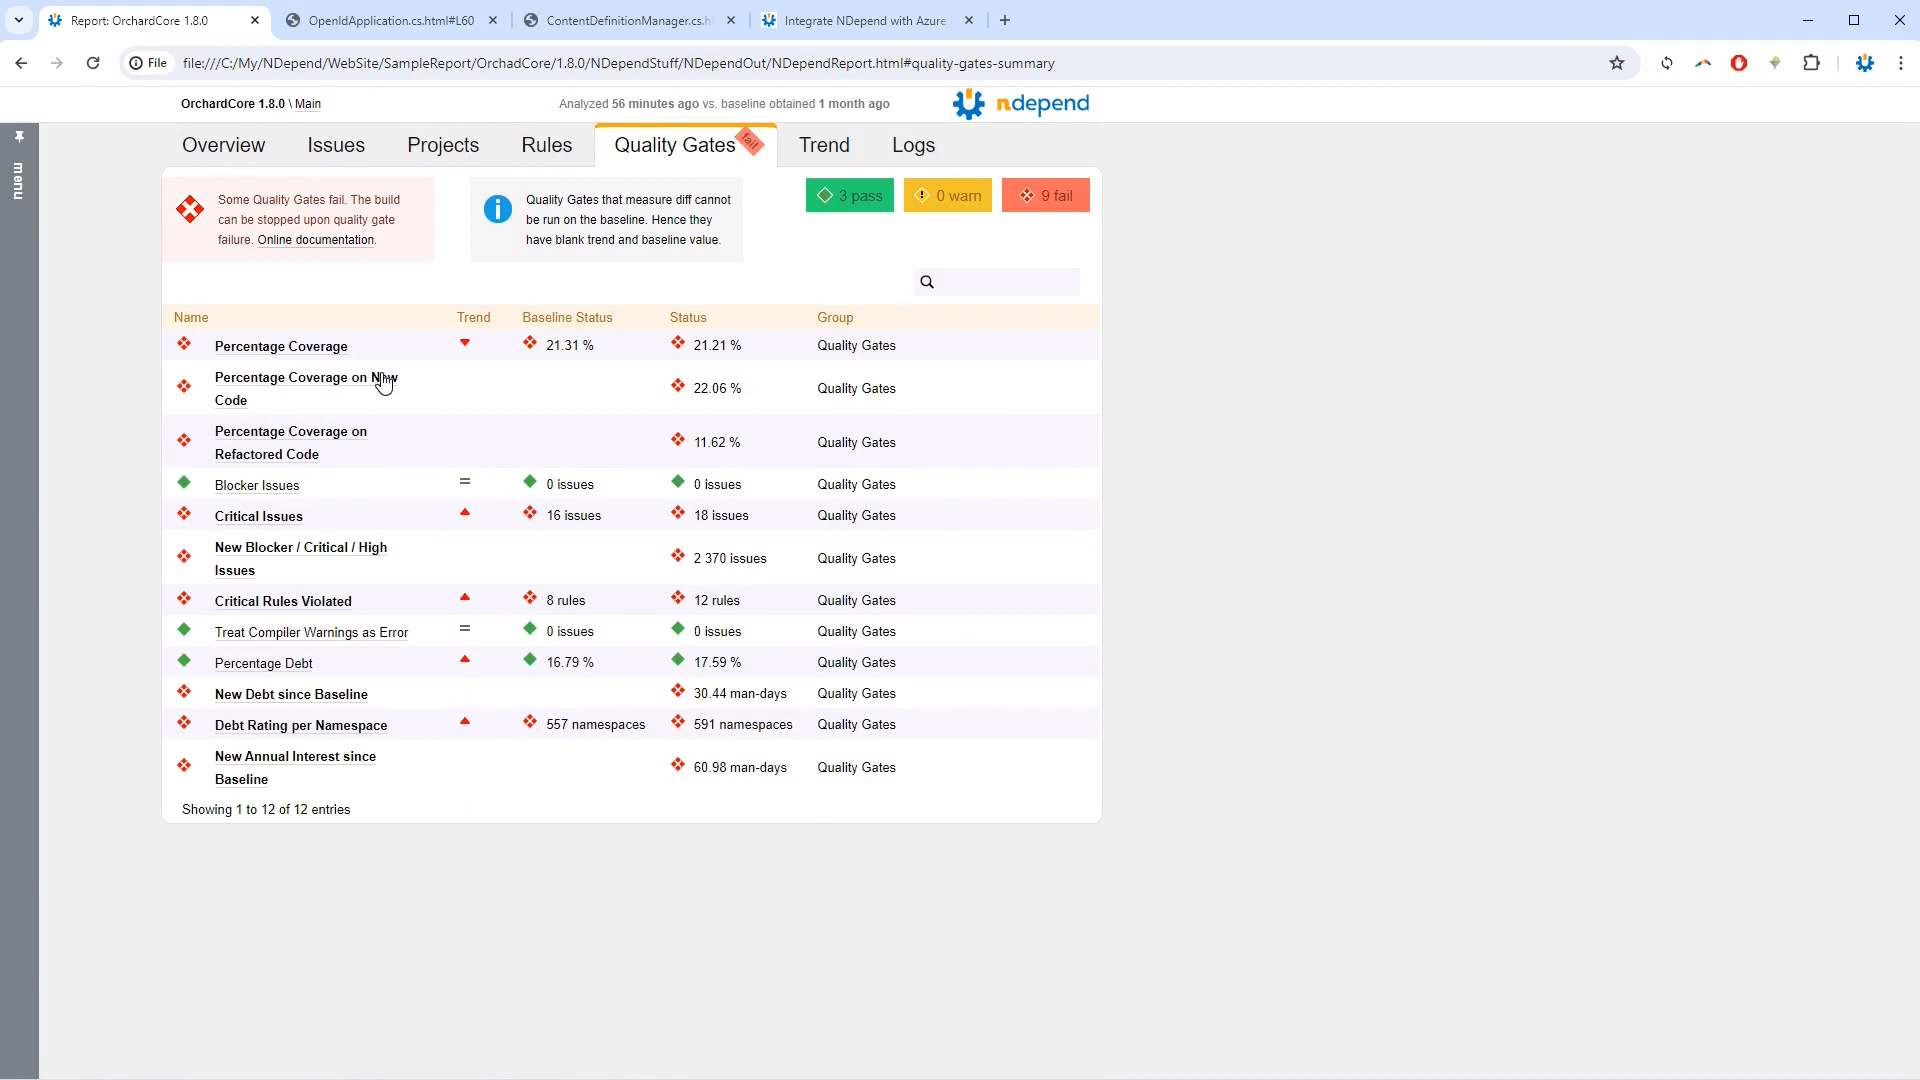 Report: OrchardCore 1.8.0
OpenIdApplication.cs.html#L60
ContentDefinitionManager.cs.h
Integrate NDepend with Azure
File
file:///C:/My/NDepend/WebSite/SampleReport/OrchadCore/1.8.0/NDependStuff/NDependOut/NDependReport.html#quality-gates-summary
OrchardCore 1.8.0 \ Main
Analyzed 56 minutes ago vs. baseline obtained 1 month ago
ndepend
menu
Overview
Issues
Projects
Rules
Quality Gates
fail
Trend
Logs
Some Quality Gates fail. The build
can be stopped upon quality gate
failure. Online documentation.
Quality Gates that measure diff cannot
be run on the baseline. Hence they
have blank trend and baseline value.
3 pass
0 warn
9 fail
Name Trend Baseline Status Status Group
Percentage Coverage 21.31 % 21.21 % Quality Gates
Percentage Coverage on New
Code
22.06 % Quality Gates
Percentage Coverage on
Refactored Code
11.62 % Quality Gates
Blocker Issues = 0 issues 0 issues Quality Gates
Critical Issues 16 issues 18 issues Quality Gates
New Blocker / Critical / High
Issues
2 370 issues Quality Gates
Critical Rules Violated 8 rules 12 rules Quality Gates
Treat Compiler Warnings as Error = 0 issues 0 issues Quality Gates
Percentage Debt 16.79 % 17.59 % Quality Gates
New Debt since Baseline 30.44 man-days Quality Gates
Debt Rating per Namespace 557 namespaces 591 namespaces Quality Gates
New Annual Interest since
Baseline
60.98 man-days Quality Gates
Showing 1 to 12 of 12 entries